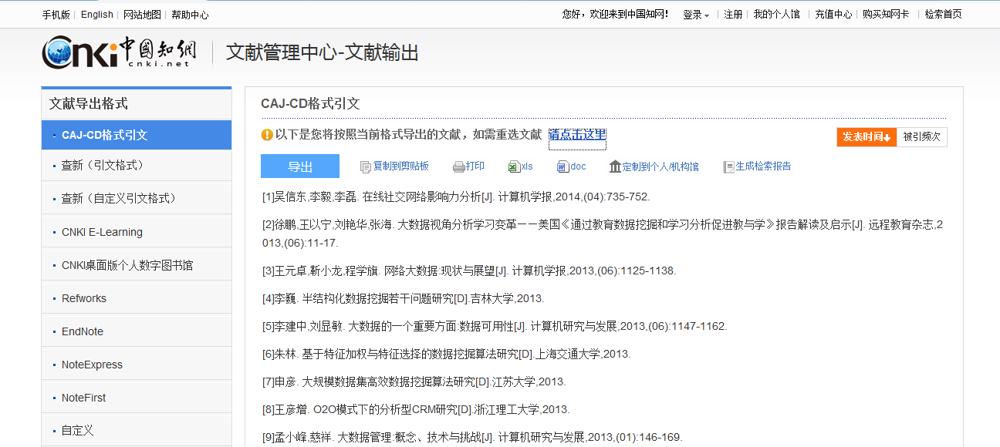 手机版 | English | 网站地图 | 帮助中心
您好，欢迎来到中国知网！ 登录 | 注册 | 我的个人馆 | 充值中心 | 购买知网卡 | 检索首页
Cnki 中國知網
cnki.net
文献管理中心-文献输出
文献导出格式
· CAJ-CD格式引文
· 查新（引文格式）
· 查新（自定义引文格式）
· CNKI E-Learning
· CNKI桌面版个人数字图书馆
· Refworks
· EndNote
· NoteExpress
· NoteFirst
· 自定义
CAJ-CD格式引文
以下是您将按照当前格式导出的文献，如需重选文献 请点击这里
发表时间 被引频次
导出 复制到剪贴板 打印 xls doc 定制到个人/机构馆 生成检索报告
[1]吴信东,李毅,李磊. 在线社交网络影响力分析[J]. 计算机学报,2014,(04):735-752.
[2]徐鹏,王以宁,刘艳华,张海. 大数据视角分析学习变革——美国《通过教育数据挖掘和学习分析促进教与学》报告解读及启示[J]. 远程教育杂志,2
013,(06):11-17.
[3]王元卓,靳小龙,程学旗. 网络大数据:现状与展望[J]. 计算机学报,2013,(06):1125-1138.
[4]李巍. 半结构化数据挖掘若干问题研究[D].吉林大学,2013.
[5]李建中,刘显敏. 大数据的一个重要方面:数据可用性[J]. 计算机研究与发展,2013,(06):1147-1162.
[6]朱林. 基于特征加权与特征选择的数据挖掘算法研究[D].上海交通大学,2013.
[7]申彦. 大规模数据集高效数据挖掘算法研究[D].江苏大学,2013.
[8]王彦增. O2O模式下的分析型CRM研究[D].浙江理工大学,2013.
[9]孟小峰,慈祥. 大数据管理:概念、技术与挑战[J]. 计算机研究与发展,2013,(01):146-169.